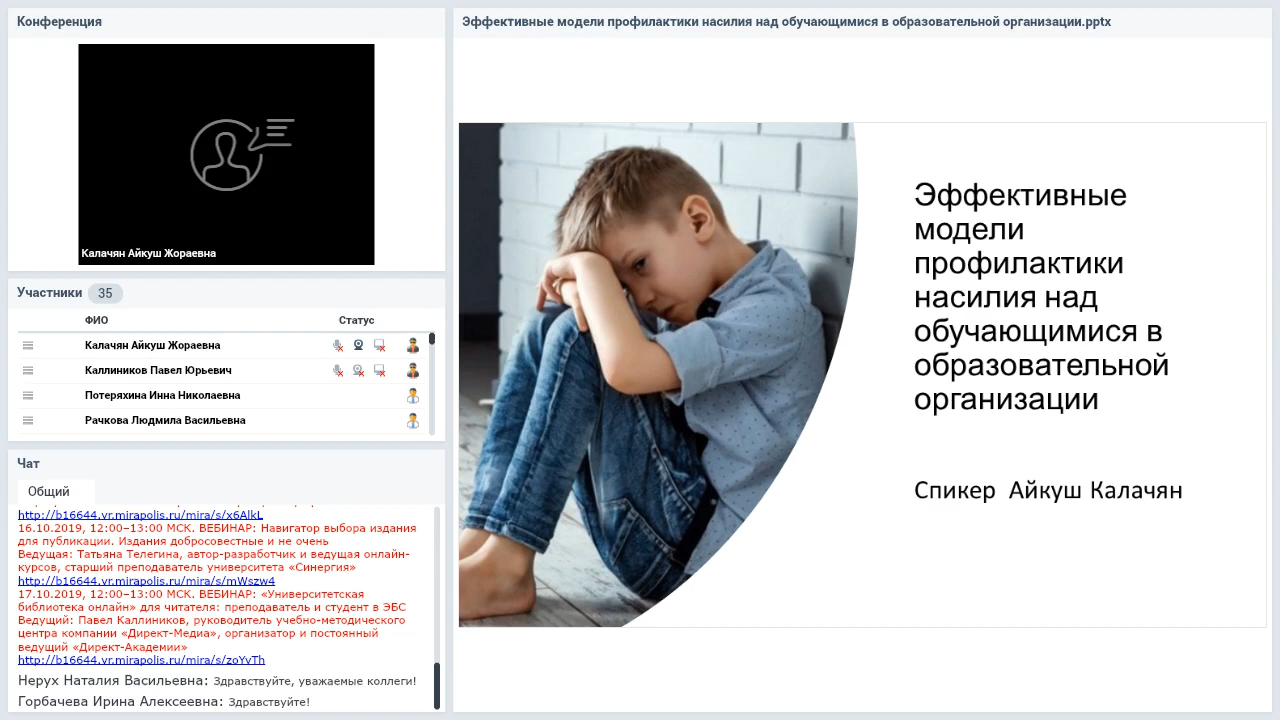 Конференция
Калачян Айкуш Жораевна
Участники 35
ФИО Статус
Калачян Айкуш Жораевна
Каллиников Павел Юрьевич
Потеряхина Инна Николаевна
Рачкова Людмила Васильевна
Чат
Общий
http://b16644.vr.mirapolis.ru/mira/s/x6AlkL
16.10.2019, 12:00–13:00 МСК. ВЕБИНАР: Навигатор выбора издания
для публикации. Издания добросовестные и не очень
Ведущая: Татьяна Телегина, автор-разработчик и ведущая онлайн-
курсов, старший преподаватель университета «Синергия»
http://b16644.vr.mirapolis.ru/mira/s/mWszw4
17.10.2019, 12:00–13:00 МСК. ВЕБИНАР: «Университетская
библиотека онлайн» для читателя: преподаватель и студент в ЭБС
Ведущий: Павел Каллиников, руководитель учебно-методического
центра компании «Директ-Медиа», организатор и постоянный
ведущий «Директ-Академии»
http://b16644.vr.mirapolis.ru/mira/s/zoYvTh
Нерух Наталия Васильевна: Здравствуйте, уважаемые коллеги!
Горбачева Ирина Алексеевна: Здравствуйте!
Эффективные модели профилактики насилия над обучающимися в образовательной организации.pptx
Эффективные
модели
профилактики
насилия над
обучающимися в
образовательной
организации
Спикер Айкуш Калачян